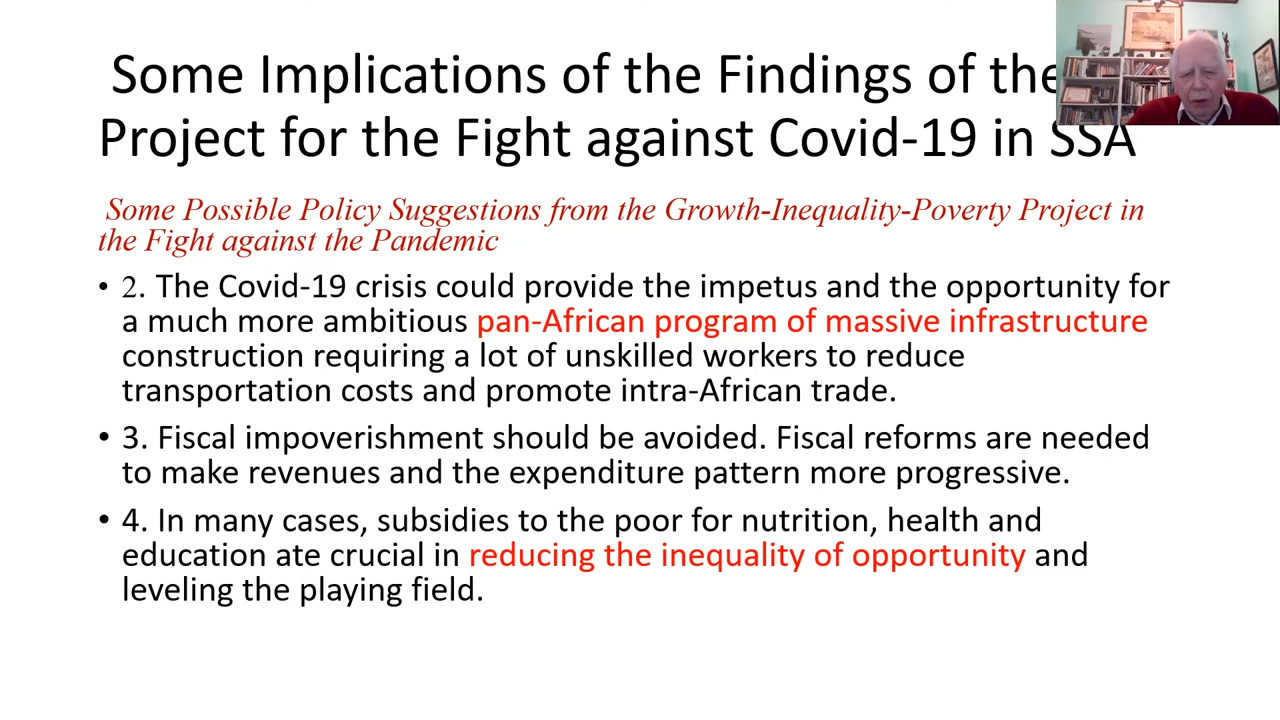 Some Implications of the Findings of the
Project for the Fight against Covid-19 in SSA
Some Possible Policy Suggestions from the Growth-Inequality-Poverty Project in
the Fight against the Pandemic
• 2. The Covid-19 crisis could provide the impetus and the opportunity for
a much more ambitious pan-African program of massive infrastructure
construction requiring a lot of unskilled workers to reduce
transportation costs and promote intra-African trade.
• 3. Fiscal impoverishment should be avoided. Fiscal reforms are needed
to make revenues and the expenditure pattern more progressive.
• 4. In many cases, subsidies to the poor for nutrition, health and
education ate crucial in reducing the inequality of opportunity and
leveling the playing field.